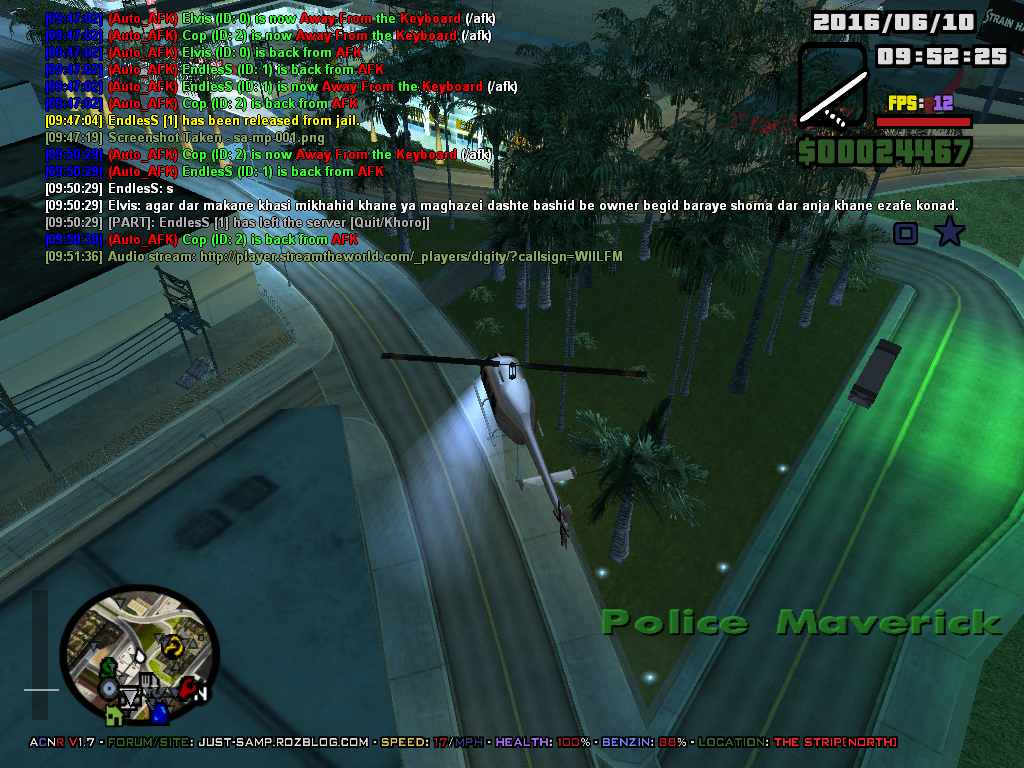 [09:47:02] (Auto_AFK) Elvis (ID: 0) is now Away From the Keyboard (/afk)
[09:47:02] (Auto_AFK) Cop (ID: 2) is now Away From the Keyboard (/afk)
[09:47:02] (Auto_AFK) Elvis (ID: 0) is back from AFK
[09:47:02] (Auto_AFK) EndlesS (ID: 1) is back from AFK
[09:47:02] (Auto_AFK) EndlesS (ID: 1) is now Away From the Keyboard (/afk)
[09:47:02] (Auto_AFK) Cop (ID: 2) is back from AFK
[09:47:04] EndlesS [1] has been released from jail.
[09:47:19] Screenshot Taken - sa-mp-001.png
[09:50:29] (Auto_AFK) Cop (ID: 2) is now Away From the Keyboard (/afk)
[09:50:29] (Auto_AFK) EndlesS (ID: 1) is back from AFK
[09:50:29] EndlesS: s
[09:50:29] Elvis: agar dar makane khasi mikhahid khane ya maghazei dashte bashid be owner begid baraye shoma dar anja khane ezafe konad.
[09:50:29] [PART]: EndlesS [1] has left the server [Quit/Khoroj]
[09:50:30] (Auto_AFK) Cop (ID: 2) is back from AFK
[09:51:36] Audio stream: http://player.streamtheworld.com/_players/digity/?callsign=WIILFM
2016/06/10
STRAIN
09:52:25
FPS: 12
$00024467
Police Maverick
N
ACNR V1.7 - FORUM/SITE: JUST-SAMP.ROZBLOG.COM - SPEED: 17/MPH - HEALTH: 100% - BENZIN: 88% - LOCATION: THE STRIP[NORTH]